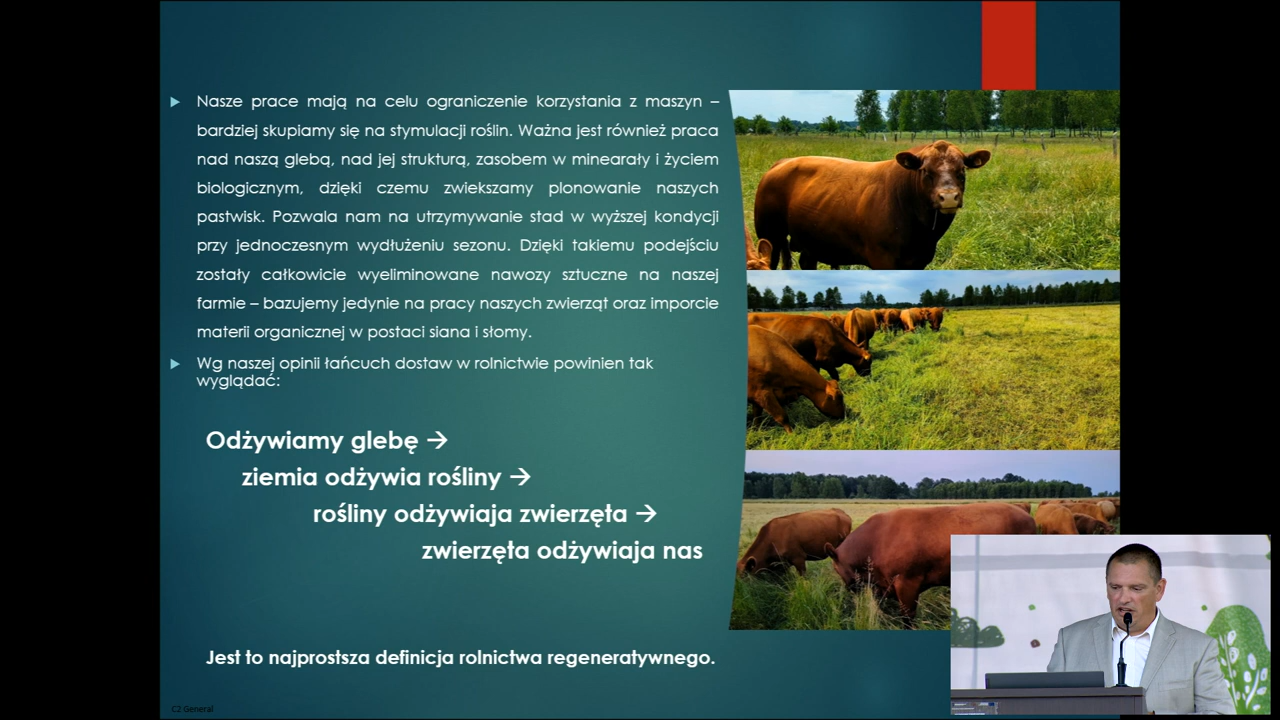 Nasze prace mają na celu ograniczenie korzystania z maszyn –
bardziej skupiamy się na stymulacji roślin. Ważna jest również praca
nad naszą glebą, nad jej strukturą, zasobem w minearały i życiem
biologicznym, dzięki czemu zwiekszamy plonowanie naszych
pastwisk. Pozwala nam na utrzymywanie stad w wyższej kondycji
przy jednoczesnym wydłużeniu sezonu. Dzięki takiemu podejściu
zostały całkowicie wyeliminowane nawozy sztuczne na naszej
farmie – bazujemy jedynie na pracy naszych zwierząt oraz imporcie
materii organicznej w postaci siana i słomy.
Wg naszej opinii łańcuch dostaw w rolnictwie powinien tak
wyglądać:
Odżywiamy glebę →
ziemia odżywia rośliny →
rośliny odżywiaja zwierzęta →
zwierzęta odżywiaja nas
Jest to najprostsza definicja rolnictwa regeneratywnego.
C2 General